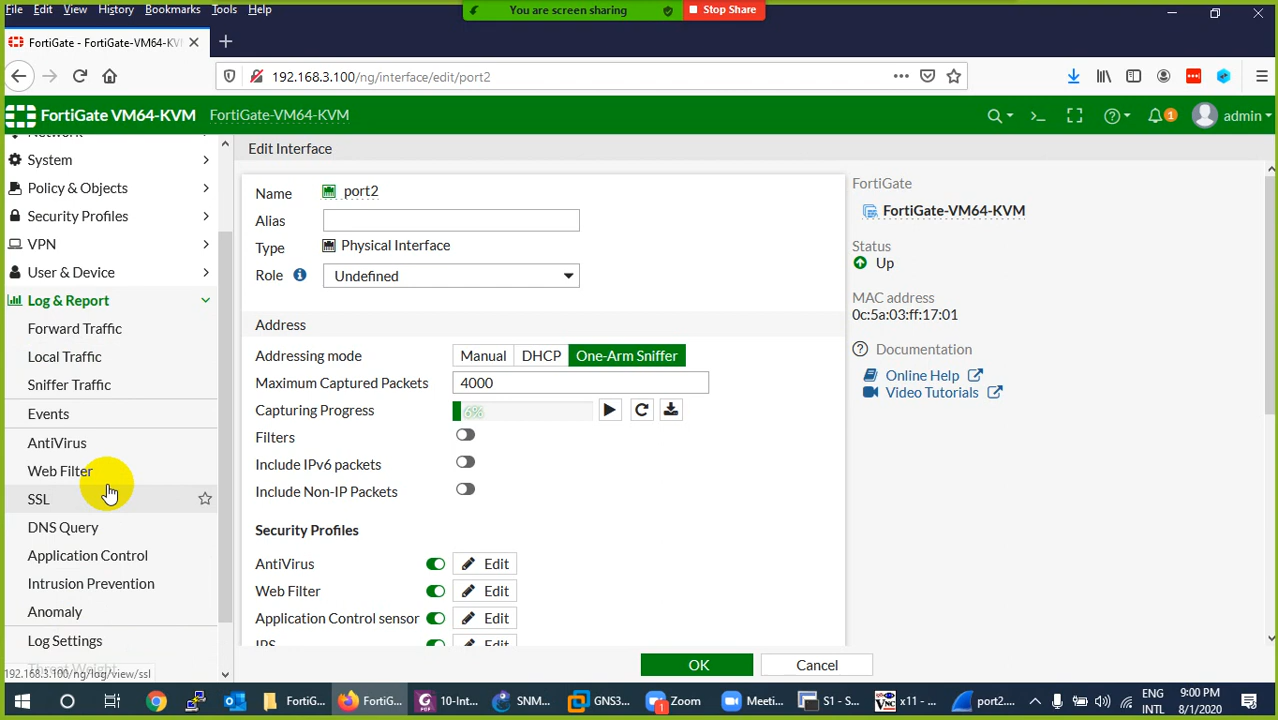 File Edit View History Bookmarks Tools Help
You are screen sharing
Stop Share
FortiGate - FortiGate-VM64-KVM
192.168.3.100/ng/interface/edit/port2
FortiGate VM64-KVM
FortiGate-VM64-KVM
1
admin
Network
System
Policy & Objects
Security Profiles
VPN
User & Device
Log & Report
Forward Traffic
Local Traffic
Sniffer Traffic
Events
AntiVirus
Web Filter
SSL
DNS Query
Application Control
Intrusion Prevention
Anomaly
Log Settings
Threat Weight
192.168.3.100/ng/log/view/ssl
Edit Interface
Name port2
Alias
Type Physical Interface
Role Undefined
Address
Addressing mode Manual DHCP One-Arm Sniffer
Maximum Captured Packets 4000
Capturing Progress 6%
Filters
Include IPv6 packets
Include Non-IP Packets
Security Profiles
AntiVirus Edit
Web Filter Edit
Application Control sensor Edit
IPS Edit
OK Cancel
FortiGate
FortiGate-VM64-KVM
Status
Up
MAC address
0c:5a:03:ff:17:01
Documentation
Online Help
Video Tutorials
FortiG...
FortiG...
10-Int...
SNM...
GNS3...
Zoom
1
Meeti...
S1 - S...
x11 - ...
port2....
ENG
INTL
9:00 PM
8/1/2020